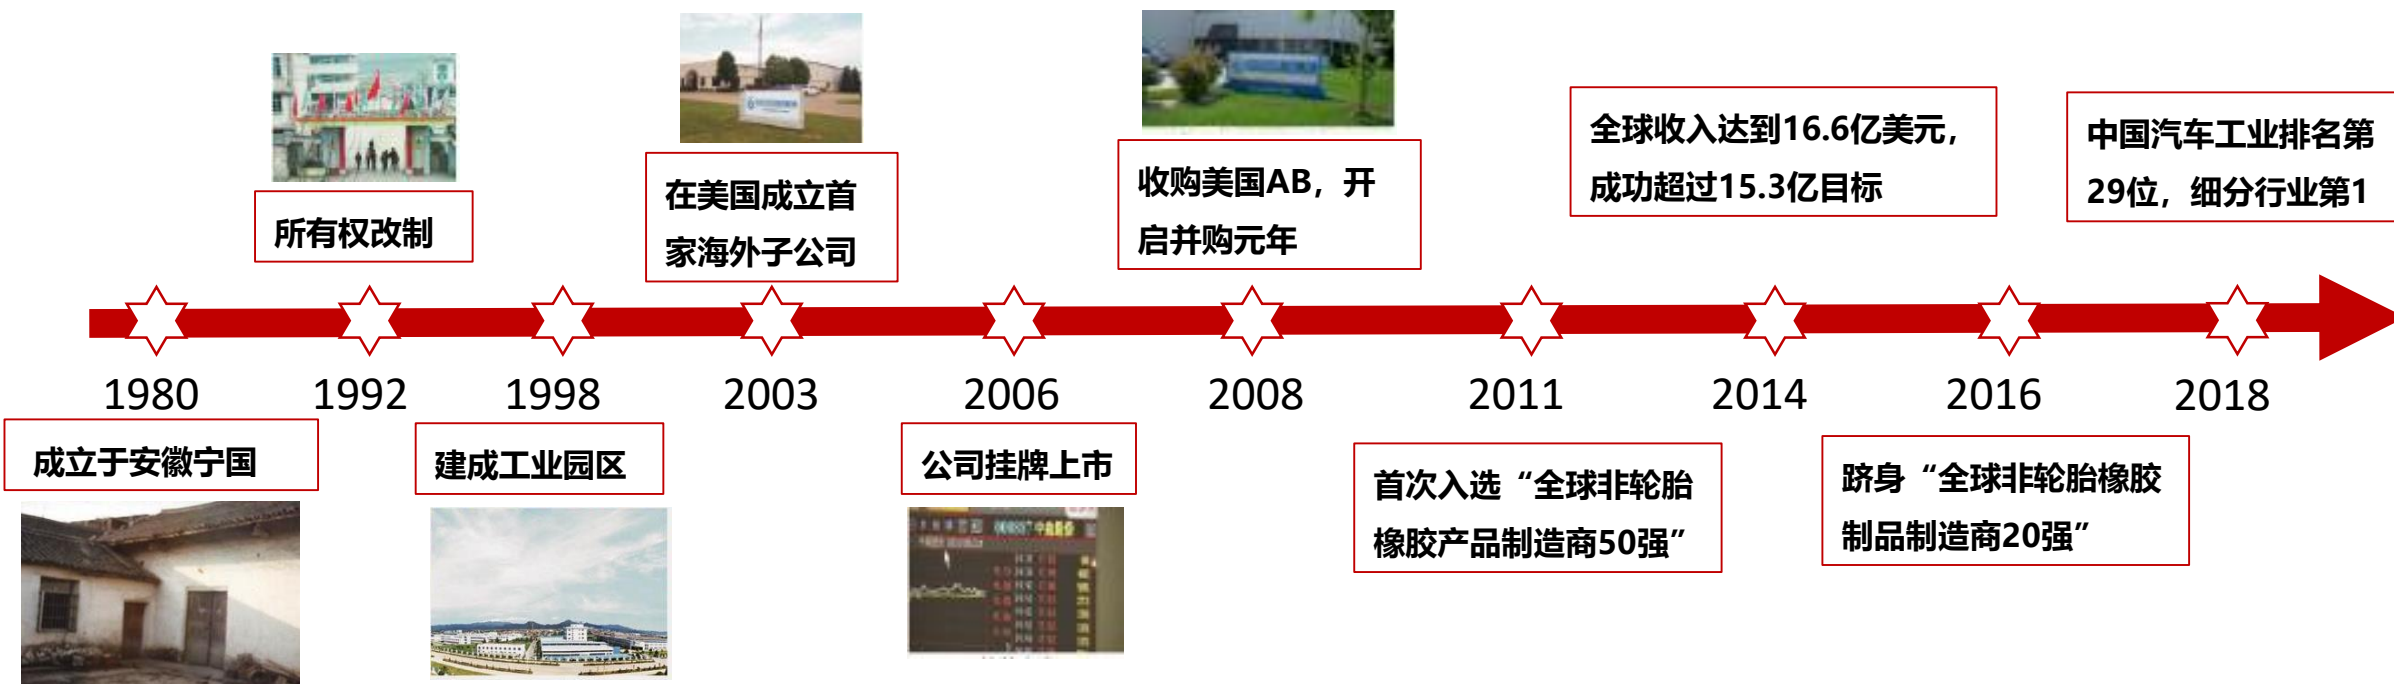 所有权改制
在美国成立首
家海外子公司
收购美国AB，开
启并购元年
全球收入达到16.6亿美元，
成功超过15.3亿目标
中国汽车工业排名第
29位，细分行业第1
1980
1992
1998
2003
2006
2008
2011
2014
2016
2018
成立于安徽宁国
建成工业园区
公司挂牌上市
首次入选“全球非轮胎
橡胶产品制造商50强”
跻身“全球非轮胎橡胶
制品制造商20强”